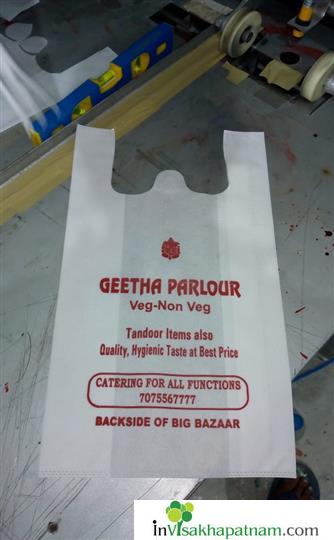 GEETHA PARLOUR
Veg-Non Veg
Tandoor Items also
Quality, Hygienic Taste at Best Price
CATERING FOR ALL FUNCTIONS
7075567777
BACKSIDE OF BIG BAZAAR
inVisakhapatnam.com